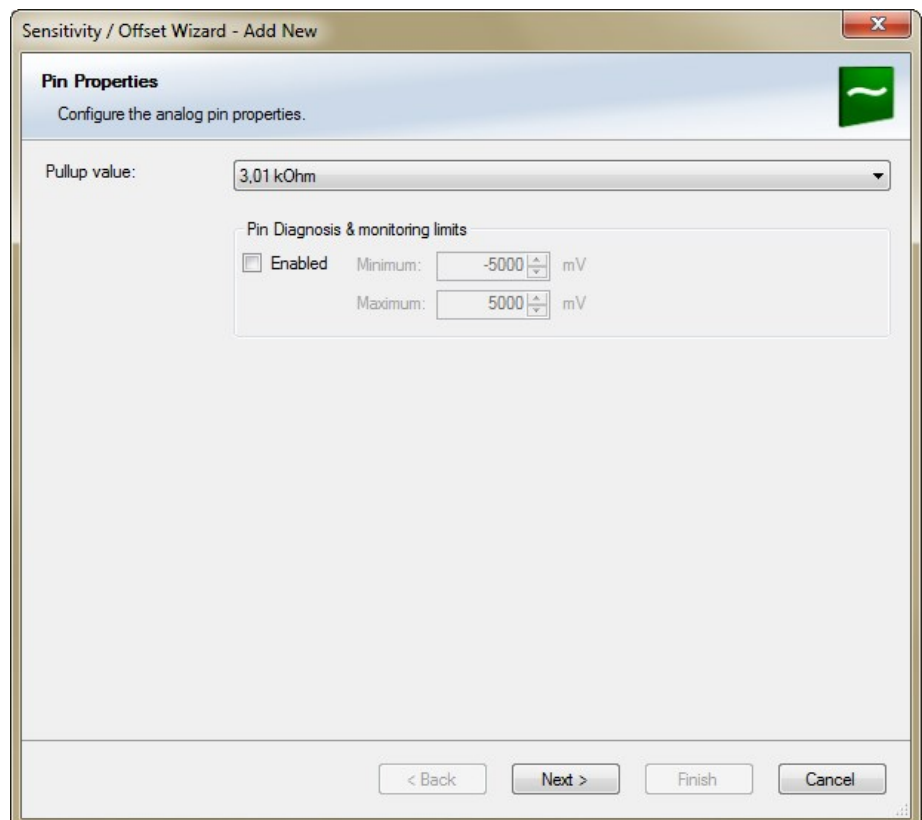 Sensitivity / Offset Wizard - Add New
Pin Properties
Configure the analog pin properties.
Pullup value: 3,01 kOhm
Pin Diagnosis & monitoring limits
Enabled Minimum: -5000 mV
Maximum: 5000 mV
< Back Next > Finish Cancel